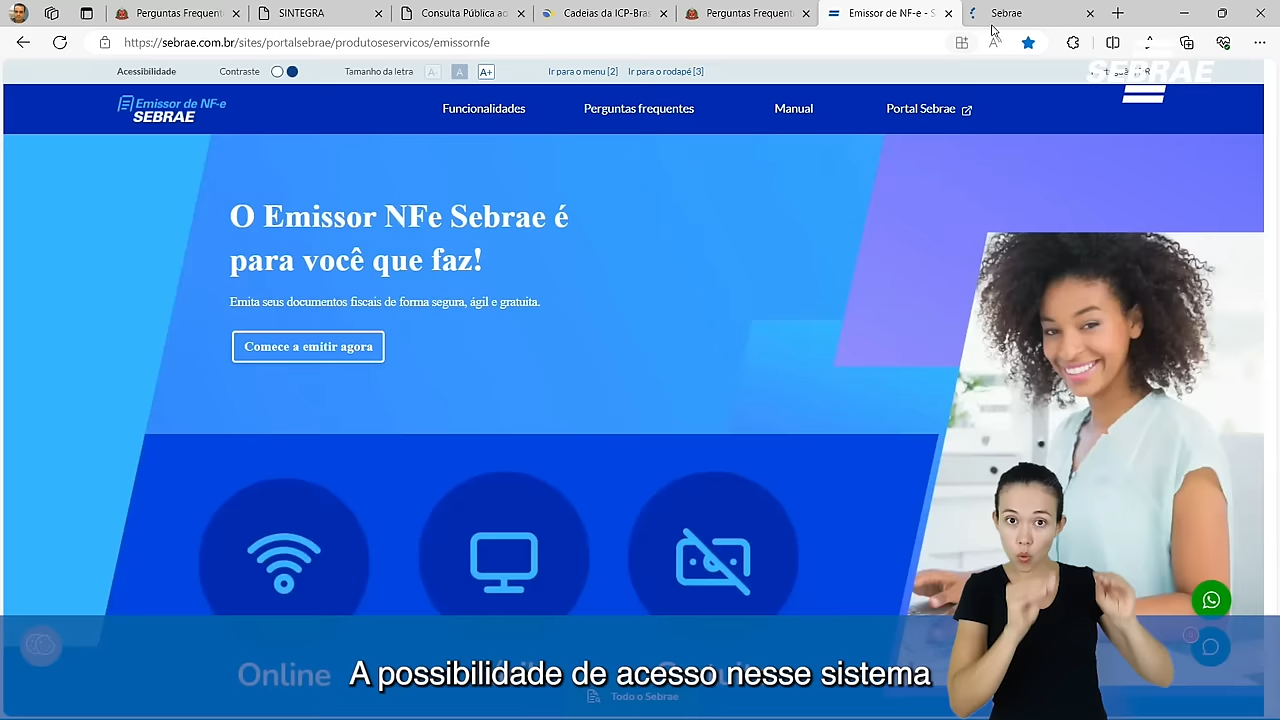 Perguntas Frequent
SINTEGRA
Consulta Pública ao
Cadeias da ICP-Bras
Perguntas Frequent
Emissor de NF-e - S
Sebrae
https://sebrae.com.br/sites/portalsebrae/produtoseservicos/emissornfe
Acessibilidade
Contraste
Tamanho da
A-
A
A+
Ir para o menu [2]
Ir para o rodapé [3]
SEBRAE
Emissor de NF-e
SEBRAE
Funcionalidades
Perguntas frequentes
Manual
Portal Sebrae
O Emissor NFe Sebrae é
para você que faz!
Emita seus documentos fiscais de forma segura, ágil e gratuita.
Comece a emitir agora
Online
A possibilidade de acesso nesse sistema
Todo o Sebrae